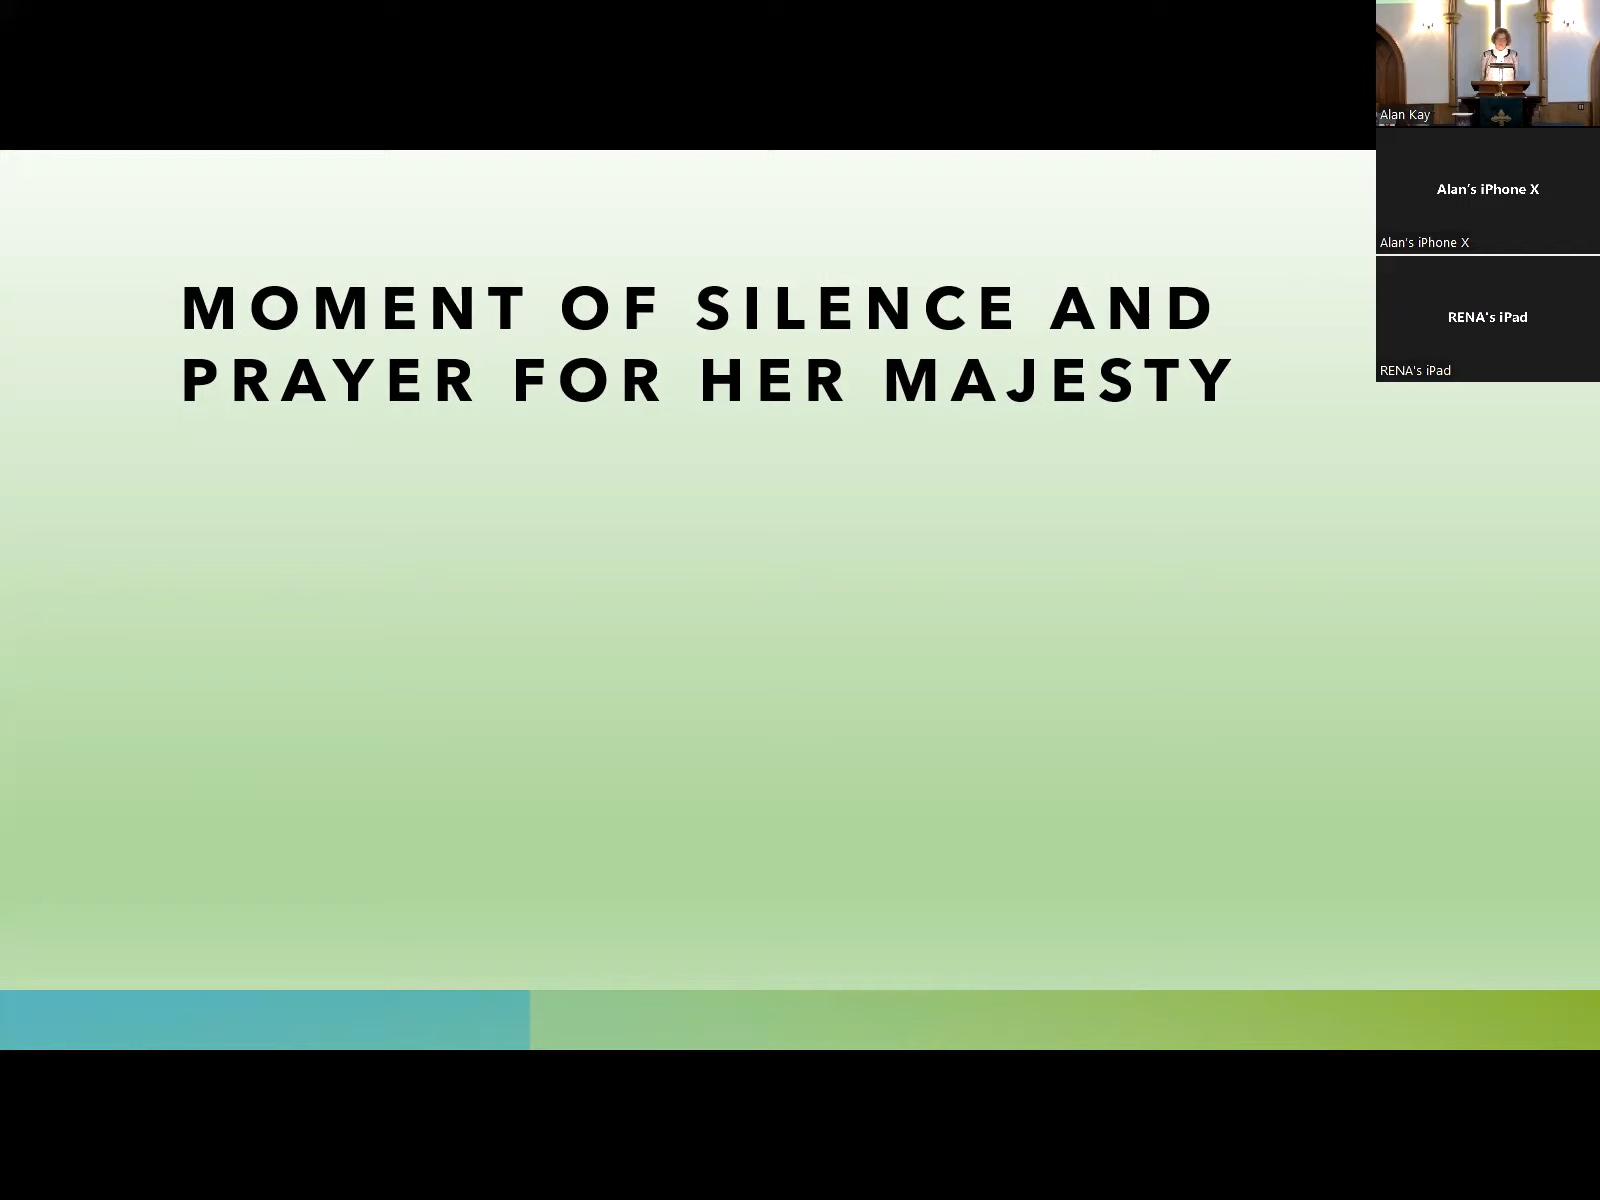 MOMENT OF SILENCE AND
PRAYER FOR HER MAJESTY
Alan Kay
Alan's iPhone X
Alan's iPhone X
RENA's iPad
RENA's iPad